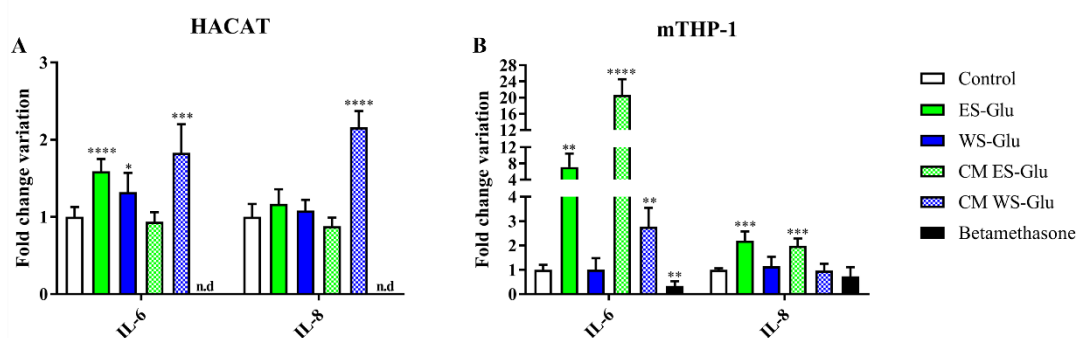 HACAT
mTHP-1
A
B
Fold change variation
3
2
1
0
****
*
***
n.d
****
n.d
IL-6
IL-8
Fold change variation
28
24
20
16
12
12
8
4
4
3
2
1
0
**
****
**
**
***
***
IL-6
IL-8
Control
ES-Glu
WS-Glu
CM ES-Glu
CM WS-Glu
Betamethasone